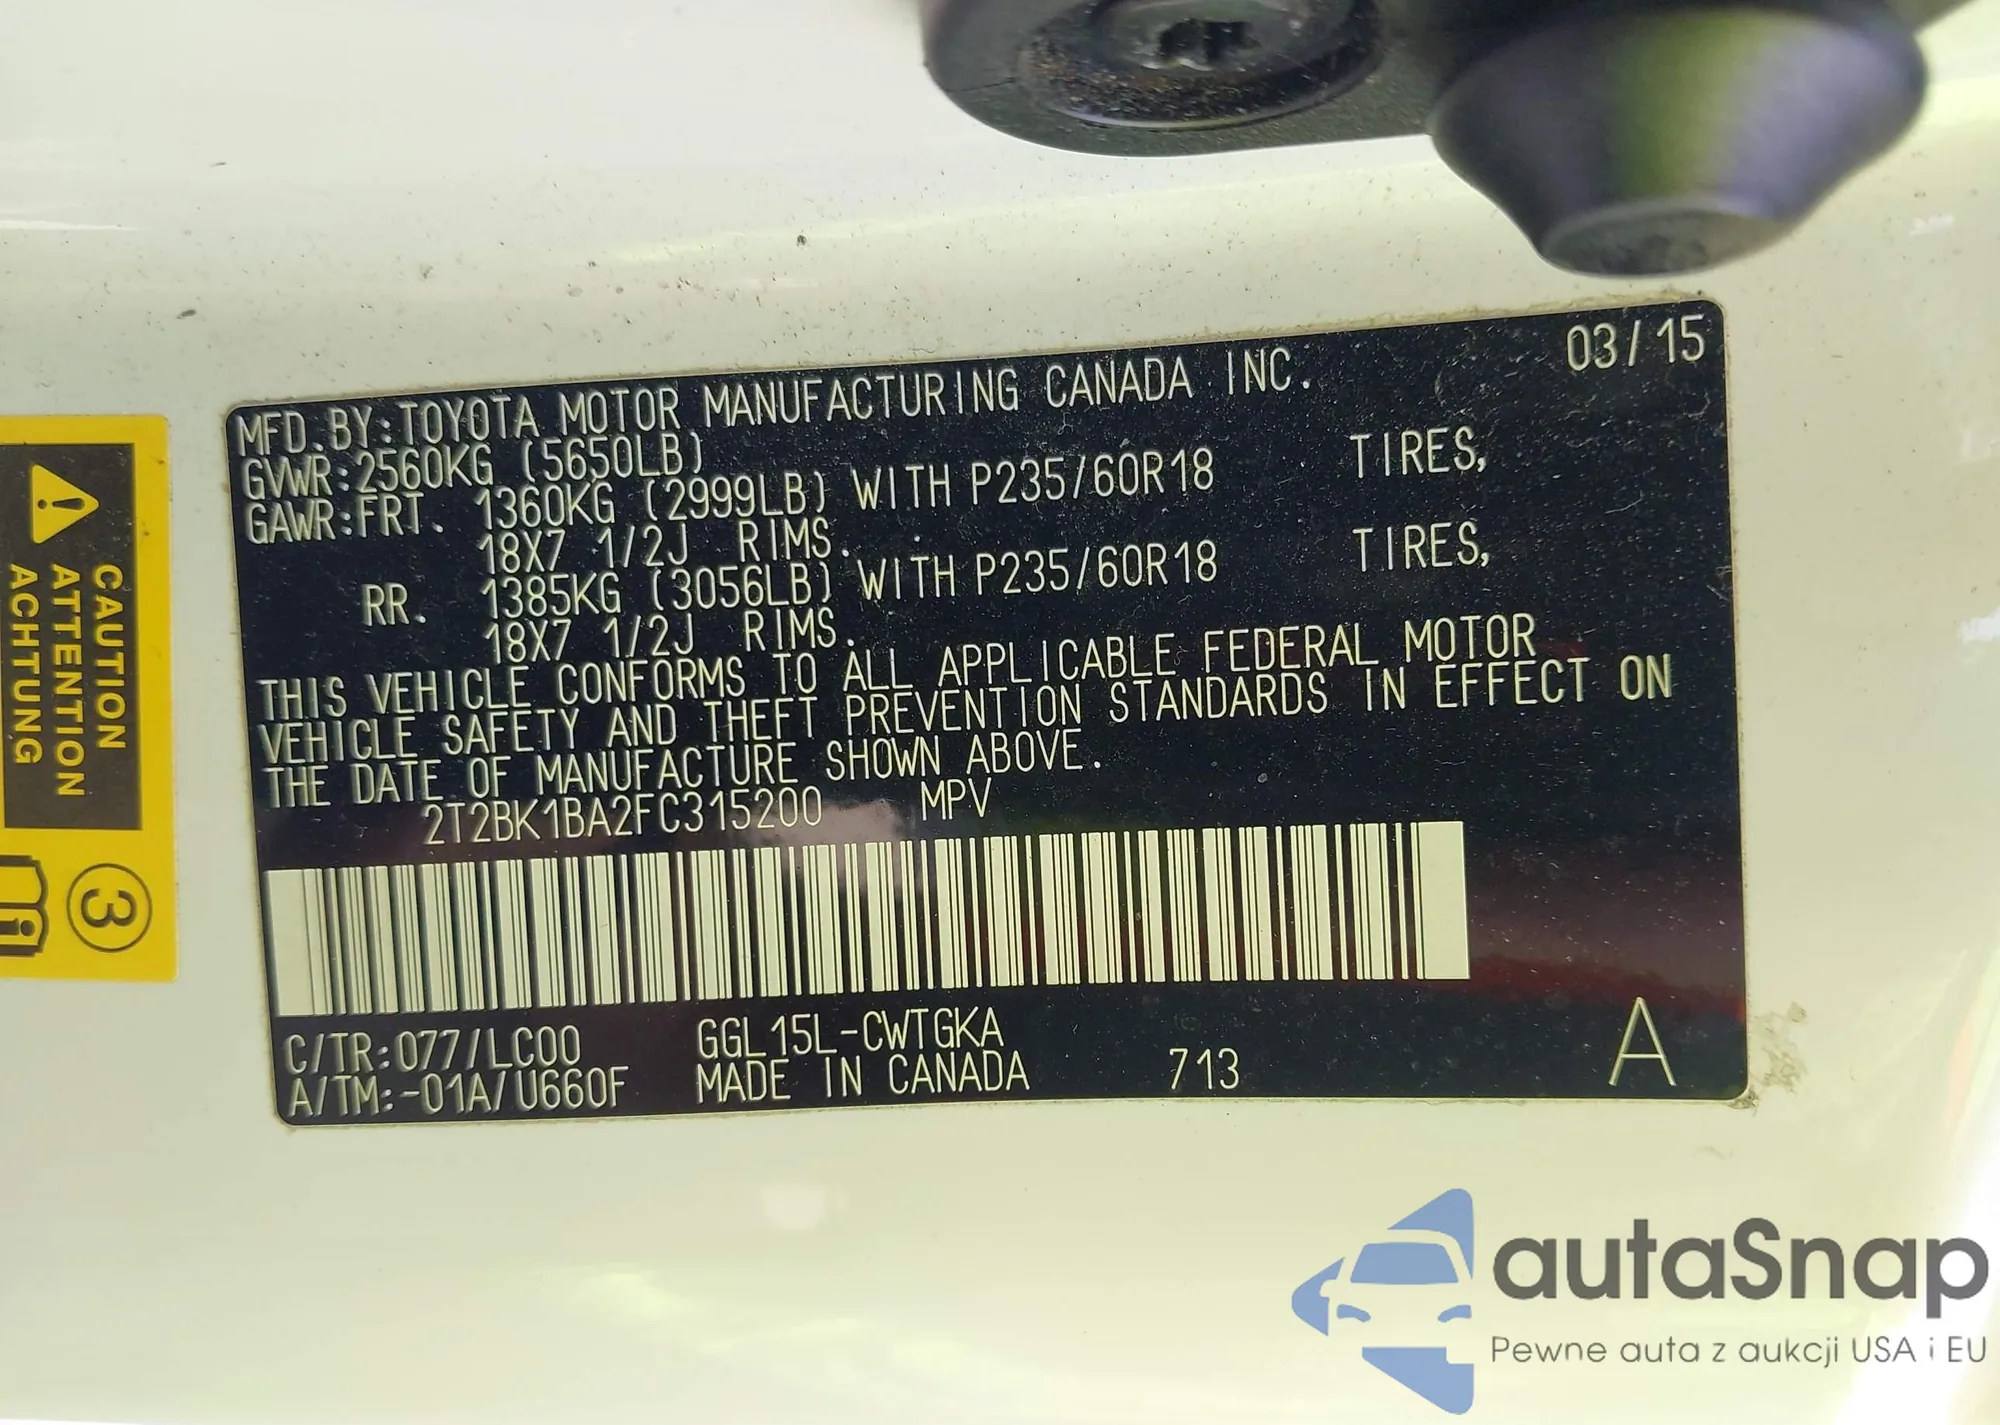 03/15
MFD.BY:TOYOTA MOTOR MANUFACTURING CANADA INC.
GVWR:2560KG (5650LB)
GAWR:FRT. 1360KG (2999LB) WITH P235/60R18 TIRES,
18X7 1/2J RIMS.
RR. 1385KG (3056LB) WITH P235/60R18 TIRES,
18X7 1/2J RIMS.
THIS VEHICLE CONFORMS TO ALL APPLICABLE FEDERAL MOTOR
VEHICLE SAFETY AND THEFT PREVENTION STANDARDS IN EFFECT ON
THE DATE OF MANUFACTURE SHOWN ABOVE.
2T2BK1BA2FC315200 MPV
C/TR:077/LC00 GGL15L-CWTGKA
A/TM:-01A/U660F MADE IN CANADA 713 A
CAUTION
ATTENTION
ACHTUNG
3
autaSnap
Pewne auta z aukcji USA i EU